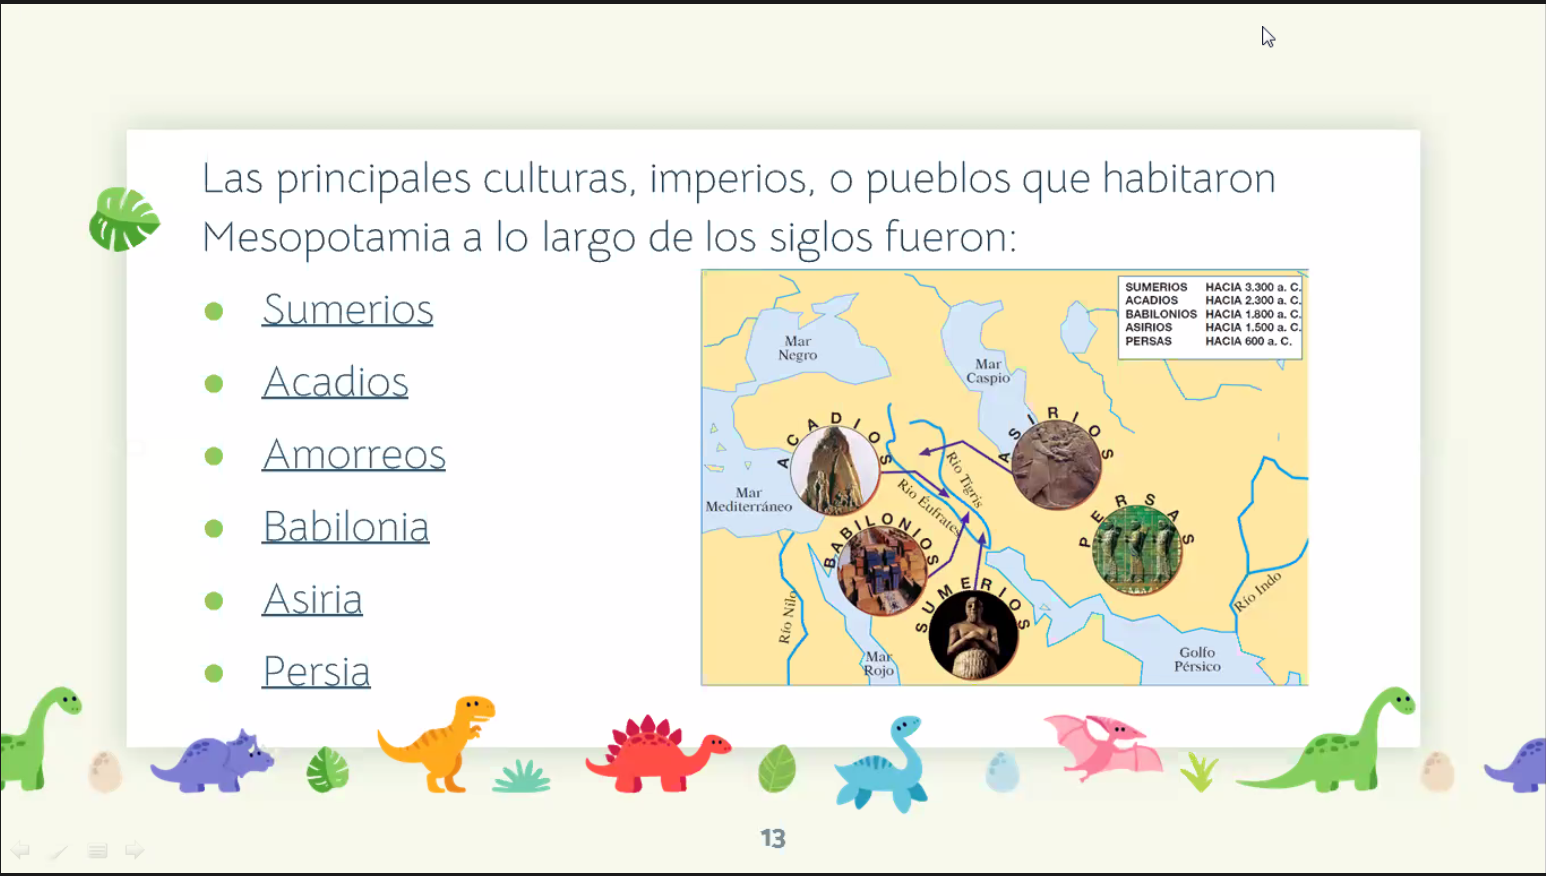 Las principales culturas, imperios, o pueblos que habitaron
Mesopotamia a lo largo de los siglos fueron:
Sumerios
Acadios
Amorreos
Babilonia
Asiria
Persia
SUMERIOS HACIA 3.300 a. C.
ACADIOS HACIA 2.300 a. C.
BABILONIOS HACIA 1.800 a. C.
ASIRIOS HACIA 1.500 a. C.
PERSAS HACIA 600 a. C.
Mar
Negro
Mar
Caspio
ACADIOS
ASIRIOS
Río Tigris
Río Éufrates
Mar
Mediterráneo
PERSAS
BABILONIOS
SUMERIOS
Río Nilo
Río Indo
Mar
Rojo
Golfo
Pérsico
13